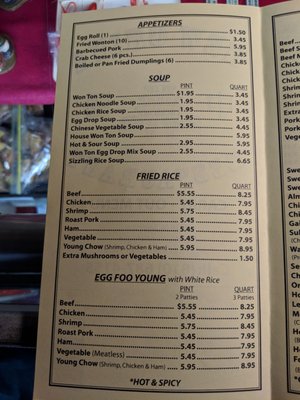 APPETIZERS
Egg Roll (1) $1.50
Fried Wonton (10) 3.45
Barbecued Pork 5.95
Crab Cheese (6 pcs.) 3.85
Boiled or Pan Fried Dumplings (6) 3.85
SOUP
PINT QUART
Won Ton Soup $1.95 3.45
Chicken Noodle Soup 1.95 3.45
Chicken Rice Soup 1.95 3.45
Egg Drop Soup 1.95 3.45
Chinese Vegetable Soup 2.55 4.45
House Won Ton Soup 5.95
Hot & Sour Soup 2.95 5.95
Won Ton Egg Drop Mix Soup 2.55 4.45
Sizzling Rice Soup 6.65
FRIED RICE
PINT QUART
Beef $5.55 8.25
Chicken 5.45 7.95
Shrimp 5.75 8.45
Roast Pork 5.45 7.95
Ham 5.45 7.95
Vegetable 5.45 7.95
Young Chow (Shrimp, Chicken & Ham) 5.95 8.95
Extra Mushrooms or Vegetables 1.50
EGG FOO YOUNG with White Rice
PINT QUART
2 Patties 3 Patties
Beef $5.55 8.25
Chicken 5.45 7.95
Shrimp 5.75 8.45
Roast Pork 5.45 7.95
Ham 5.45 7.95
Vegetable (Meatless) 5.45 7.95
Young Chow (Shrimp, Chicken & Ham) 5.95 8.95
*HOT & SPICY